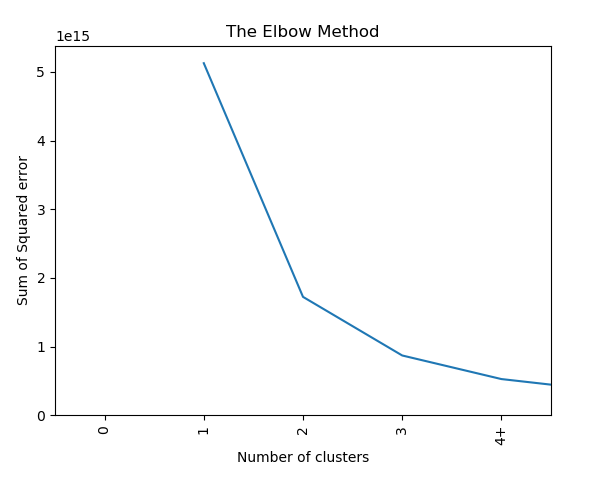 The Elbow Method
1e15
5
4
3
2
1
0
Sum of Squared error
0
1
2
3
4+
Number of clusters